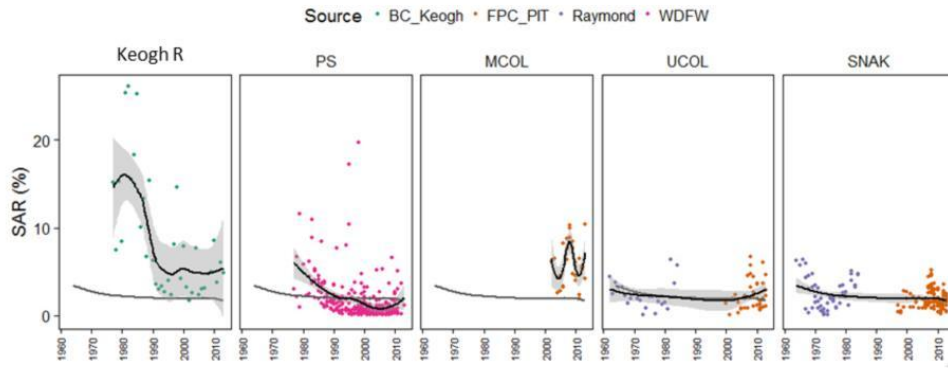 Source • BC_Keogh • FPC_PIT • Raymond • WDFW
Keogh R PS MCOL UCOL SNAK
SAR (%)
20
10
0
1960 1970 1980 1990 2000 2010 1960 1970 1980 1990 2000 2010 1960 1970 1980 1990 2000 2010 1960 1970 1980 1990 2000 2010 1960 1970 1980 1990 2000 2010